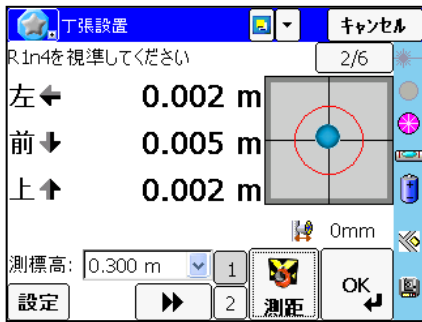 丁張設置
キャンセル
R1n4を視準してください
2/6
左 0.002 m
前 0.005 m
上 0.002 m
0mm
測標高: 0.300 m
1
2
設定
測距
OK